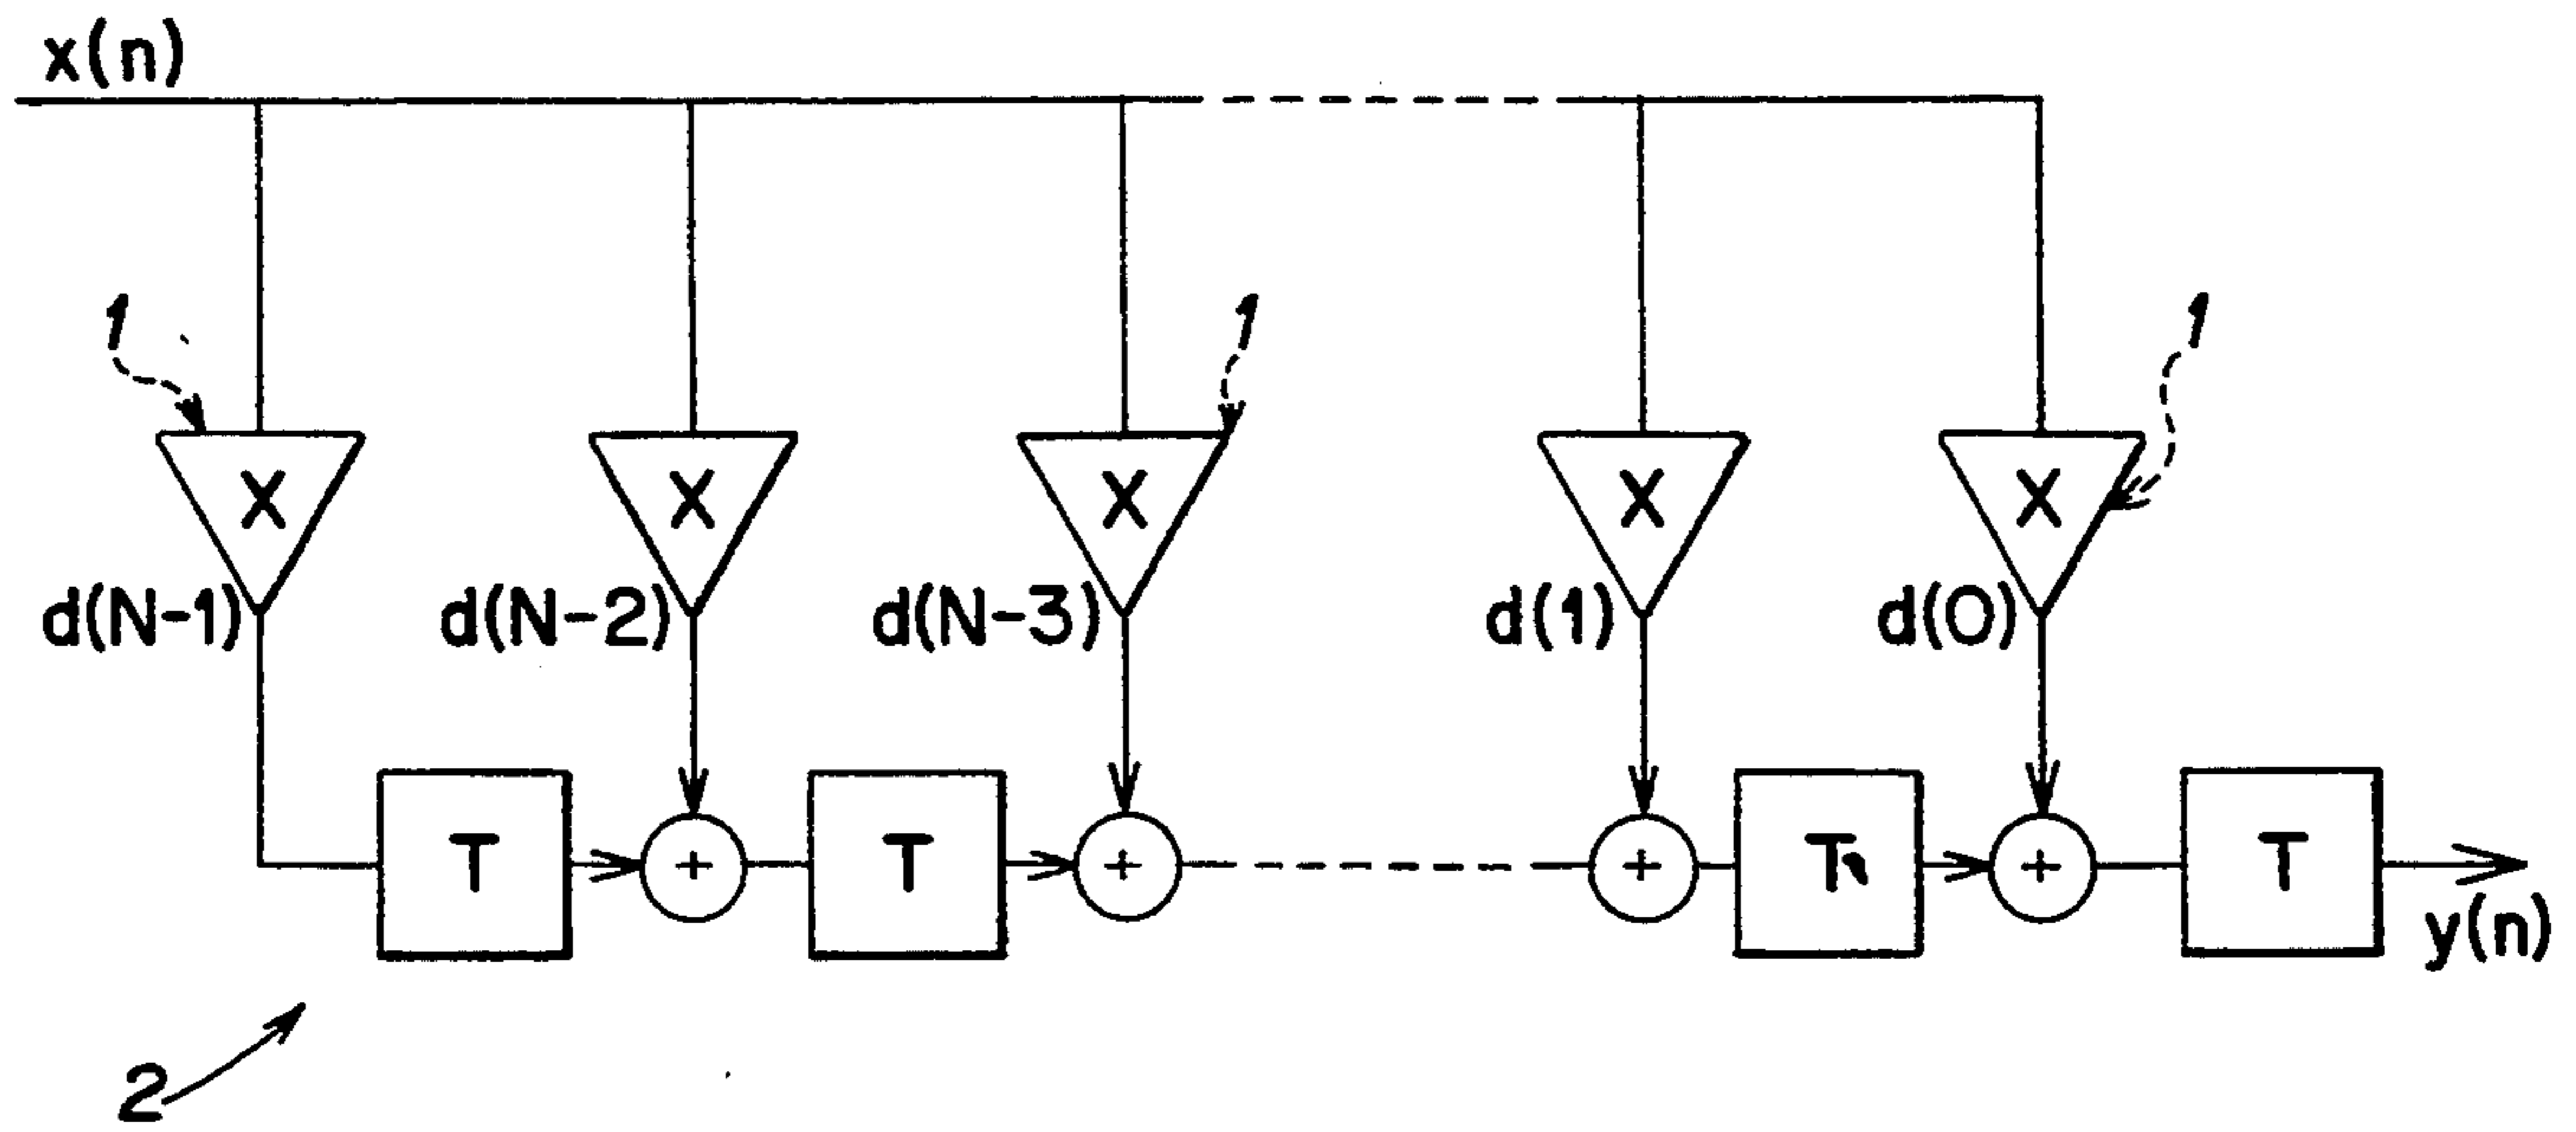 x(n)
1 1 1
X X X X X
d(N-1) d(N-2) d(N-3) d(1) d(0)
T + T + + T + T
y(n)
2